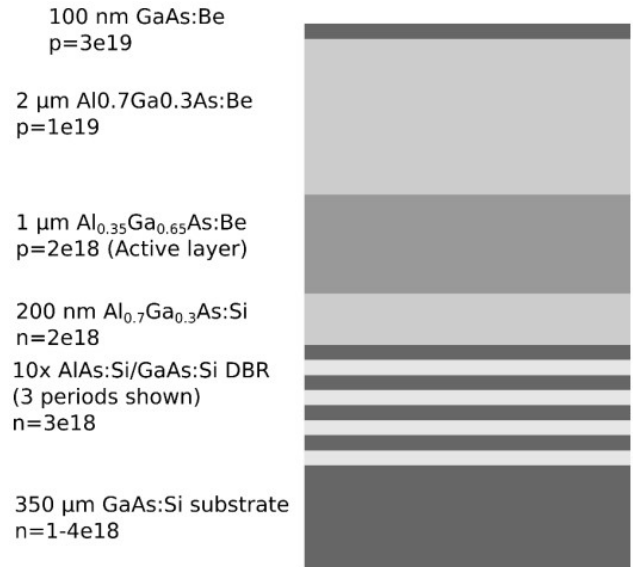 100 nm GaAs:Be
p=3e19
2 μm Al0.7Ga0.3As:Be
p=1e19
1 μm Al₀.₃₅Ga₀.₆₅As:Be
p=2e18 (Active layer)
200 nm Al₀.₇Ga₀.₃As:Si
n=2e18
10x AlAs:Si/GaAs:Si DBR
(3 periods shown)
n=3e18
350 μm GaAs:Si substrate
n=1-4e18